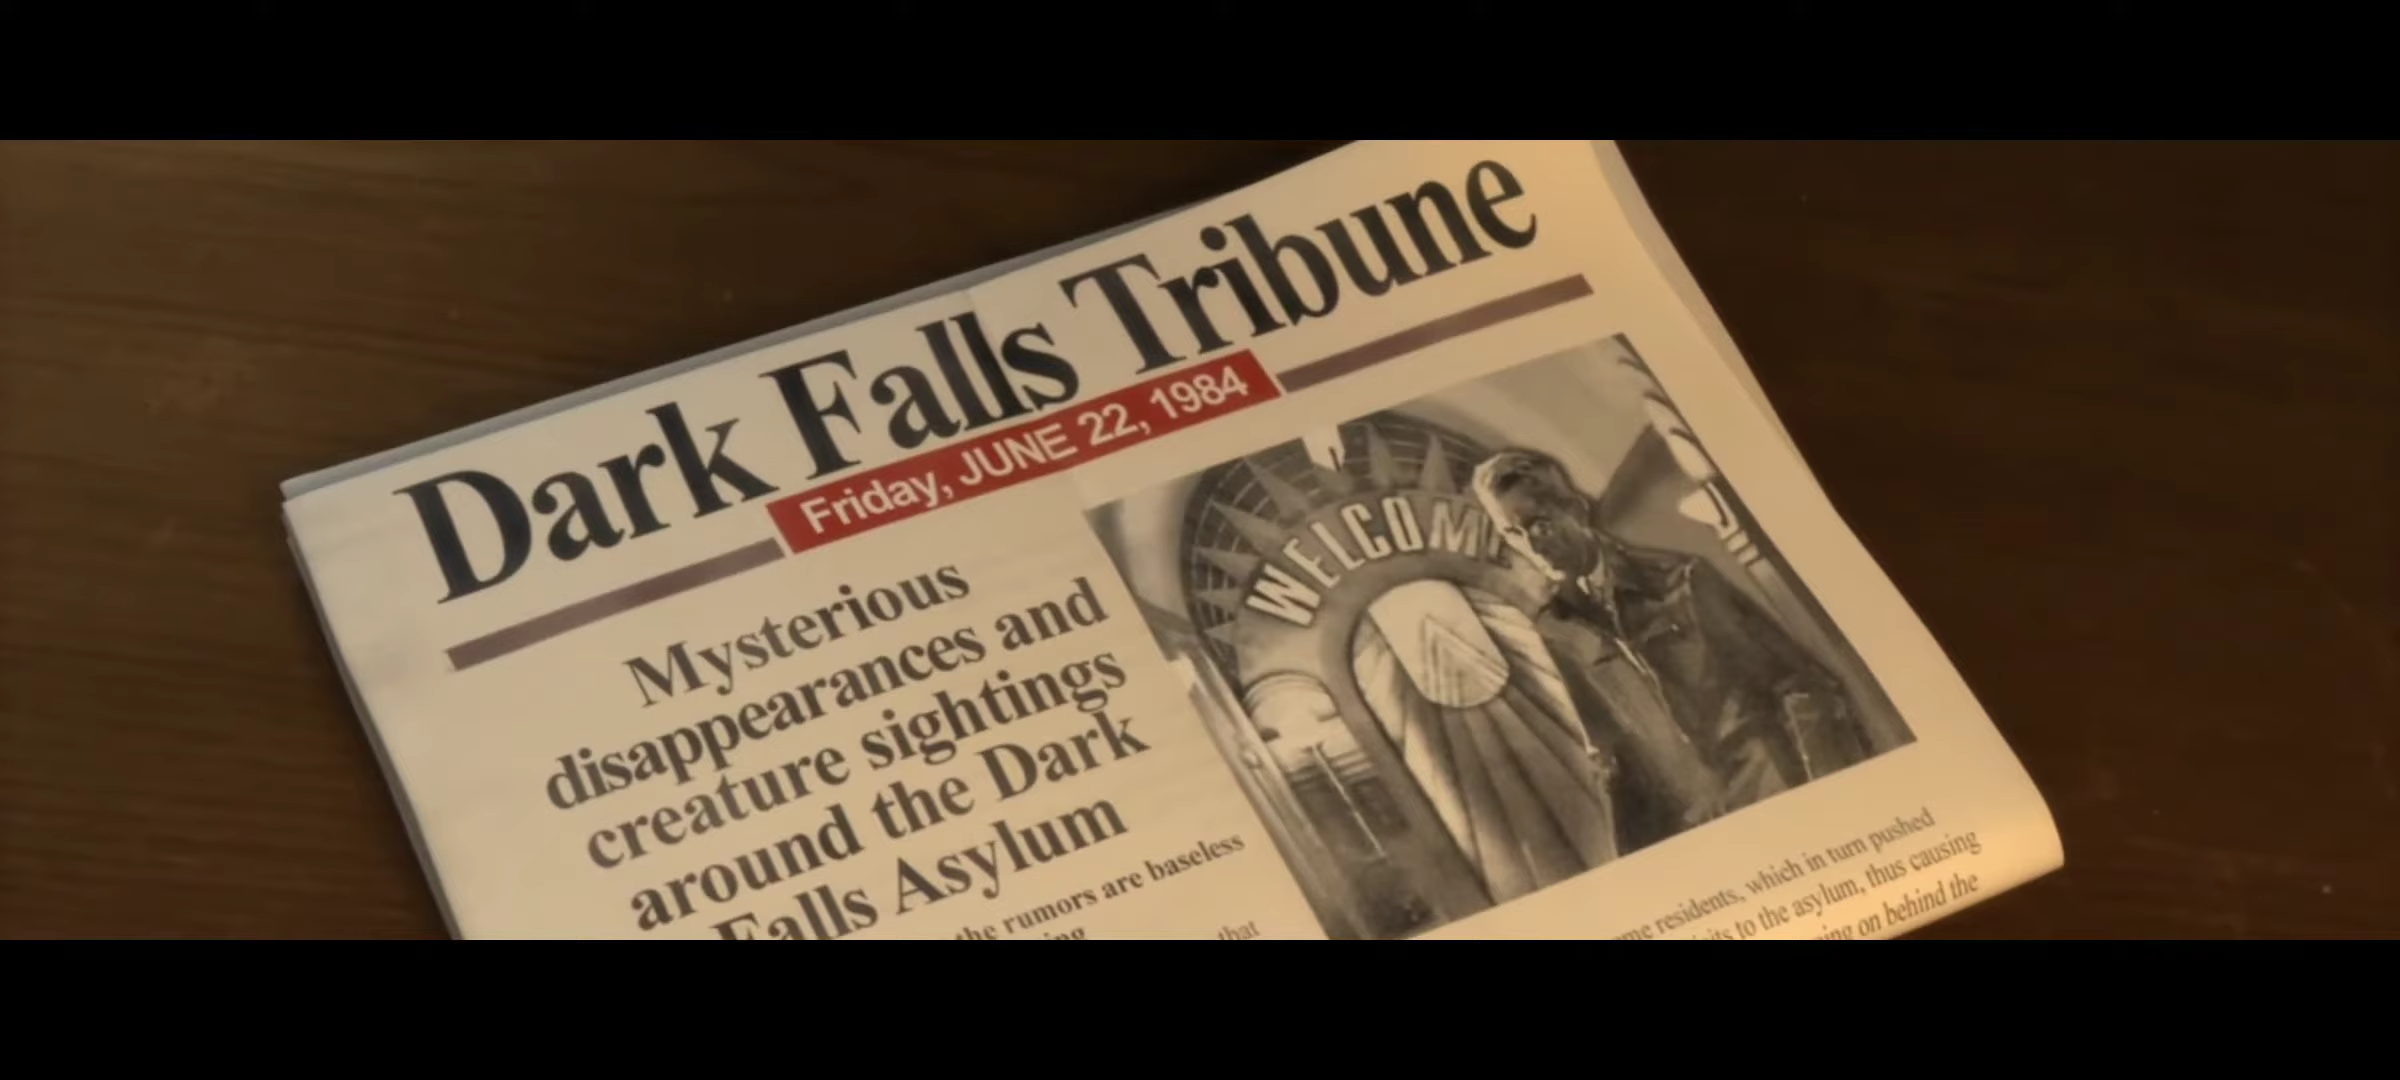 Dark Falls Tribune
Friday, JUNE 22, 1984
Mysterious
disappearances and
creature sightings
around the Dark
Falls Asylum
the rumors are baseless
that
WELCOM
residents, which in turn pushed
to the asylum, thus causing
on behind the